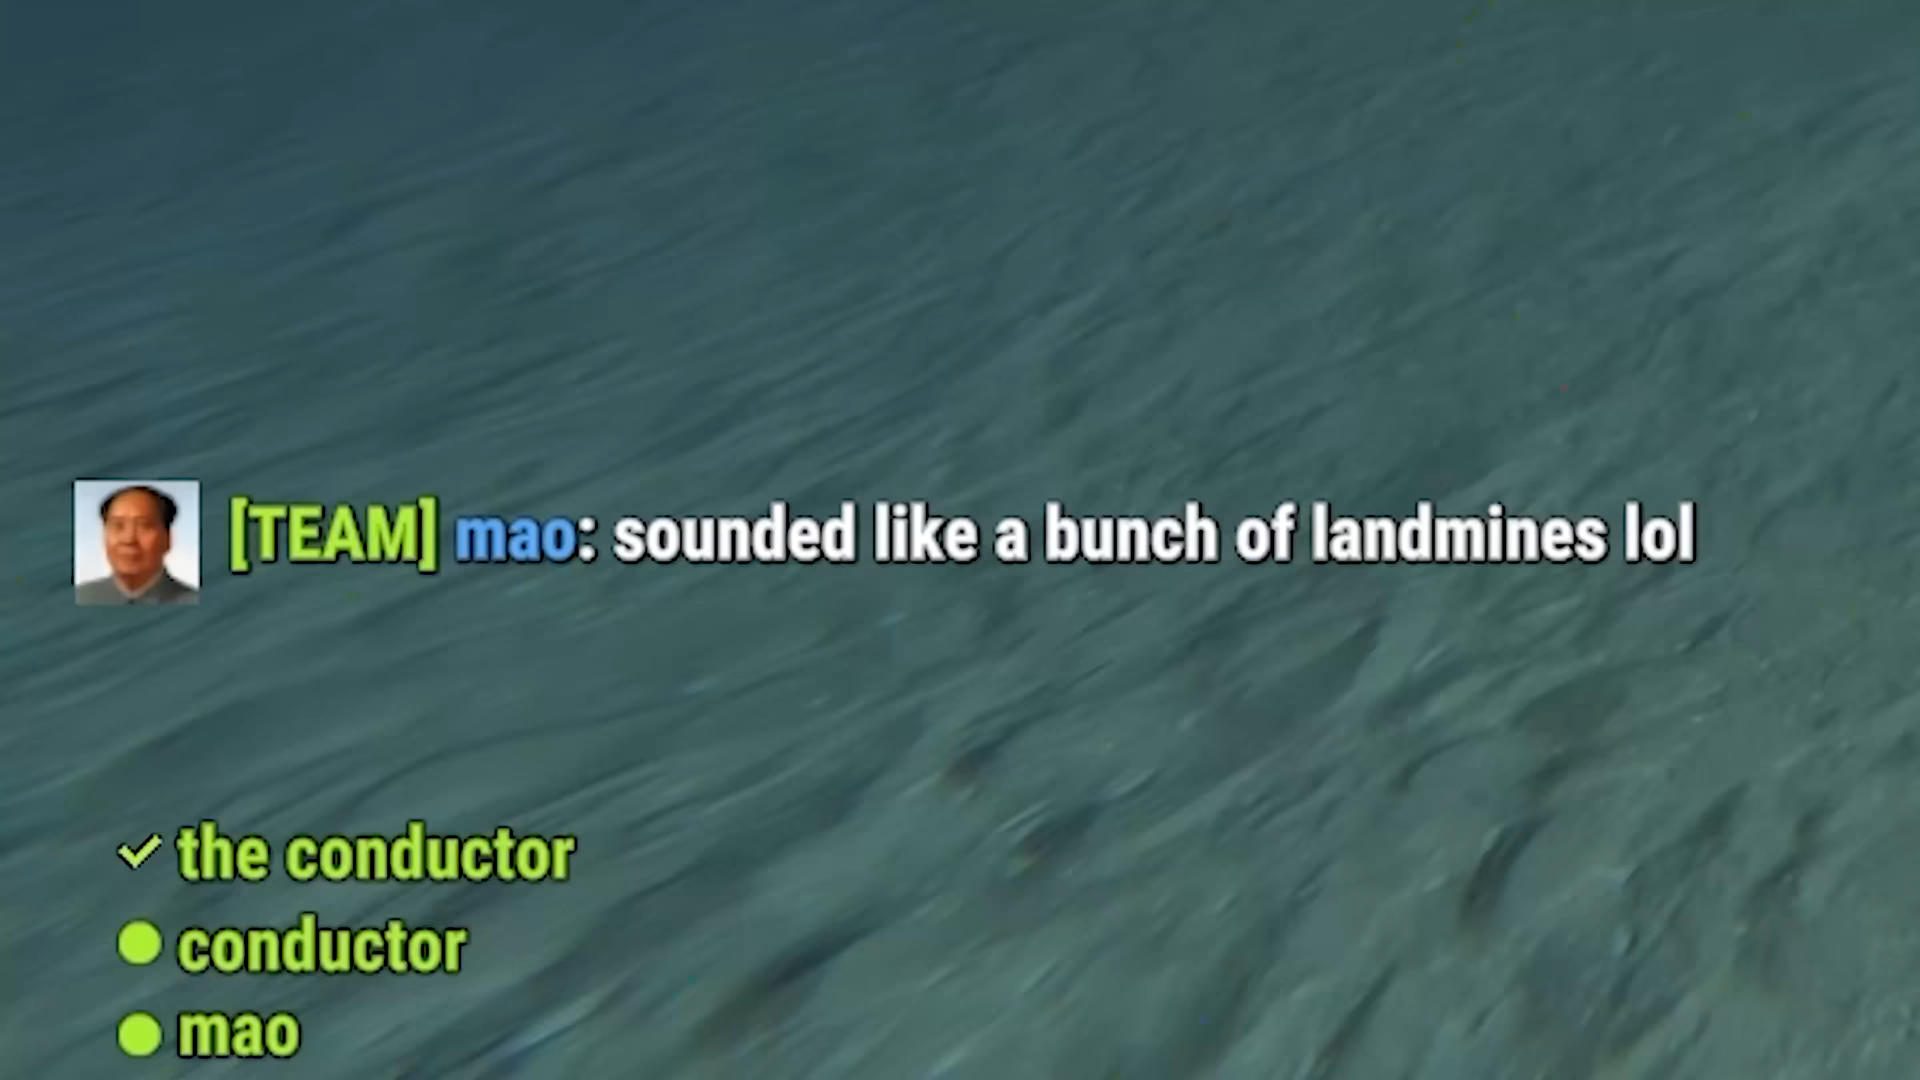 [TEAM] mao: sounded like a bunch of landmines lol
the conductor
conductor
mao